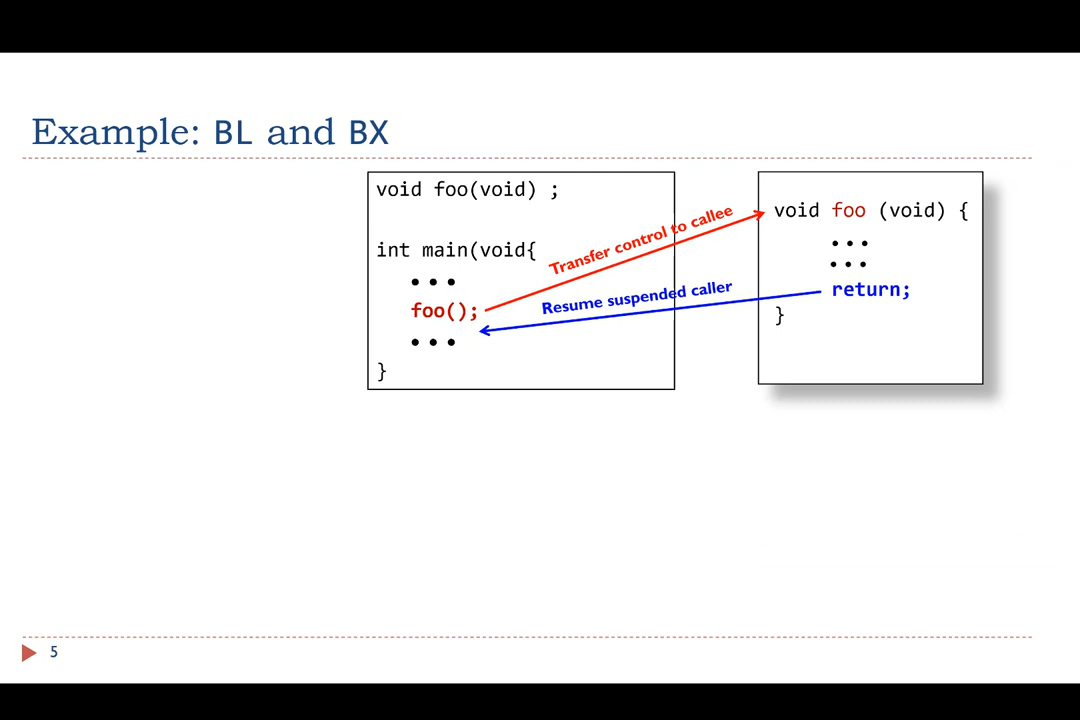 Example: BL and BX
void foo(void) ;
int main(void{
•••
foo();
•••
}
Transfer control to callee
Resume suspended caller
void foo (void) {
•••
•••
return;
}
5